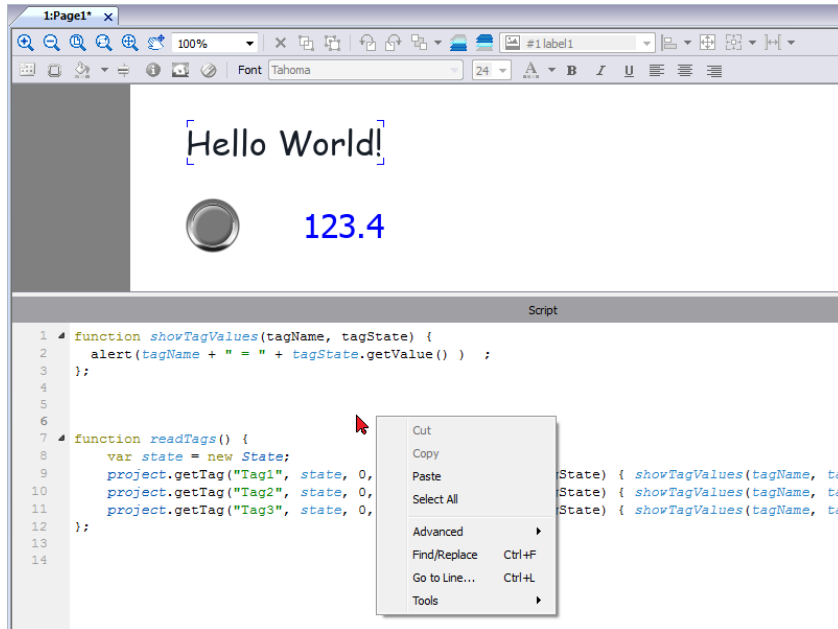 1:Page1*
100%
#1 label1
Font Tahoma 24 A B I U
Hello World!
123.4
Script
1 function showTagValues(tagName, tagState) {
2 alert(tagName + " = " + tagState.getValue() )  ;
3 };
4
5
6
7 function readTags() {
8 var state = new State;
9 project.getTag("Tag1", state, 0, State) { showTagValues(tagName, ta
10 project.getTag("Tag2", state, 0, State) { showTagValues(tagName, ta
11 project.getTag("Tag3", state, 0, State) { showTagValues(tagName, ta
12 };
13
14
Cut
Copy
Paste
Select All
Advanced
Find/Replace Ctrl+F
Go to Line... Ctrl+L
Tools